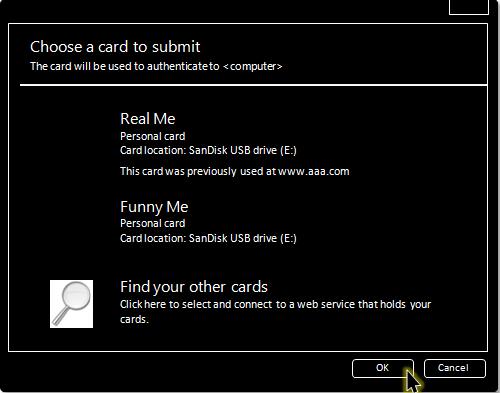 Choose a card to submit
The card will be used to authenticate to <computer>
Real Me
Personal card
Card location: SanDisk USB drive (E:)
This card was previously used at www.aaa.com
Funny Me
Personal card
Card location: SanDisk USB drive (E:)
Find your other cards
Click here to select and connect to a web service that holds your
cards.
OK
Cancel